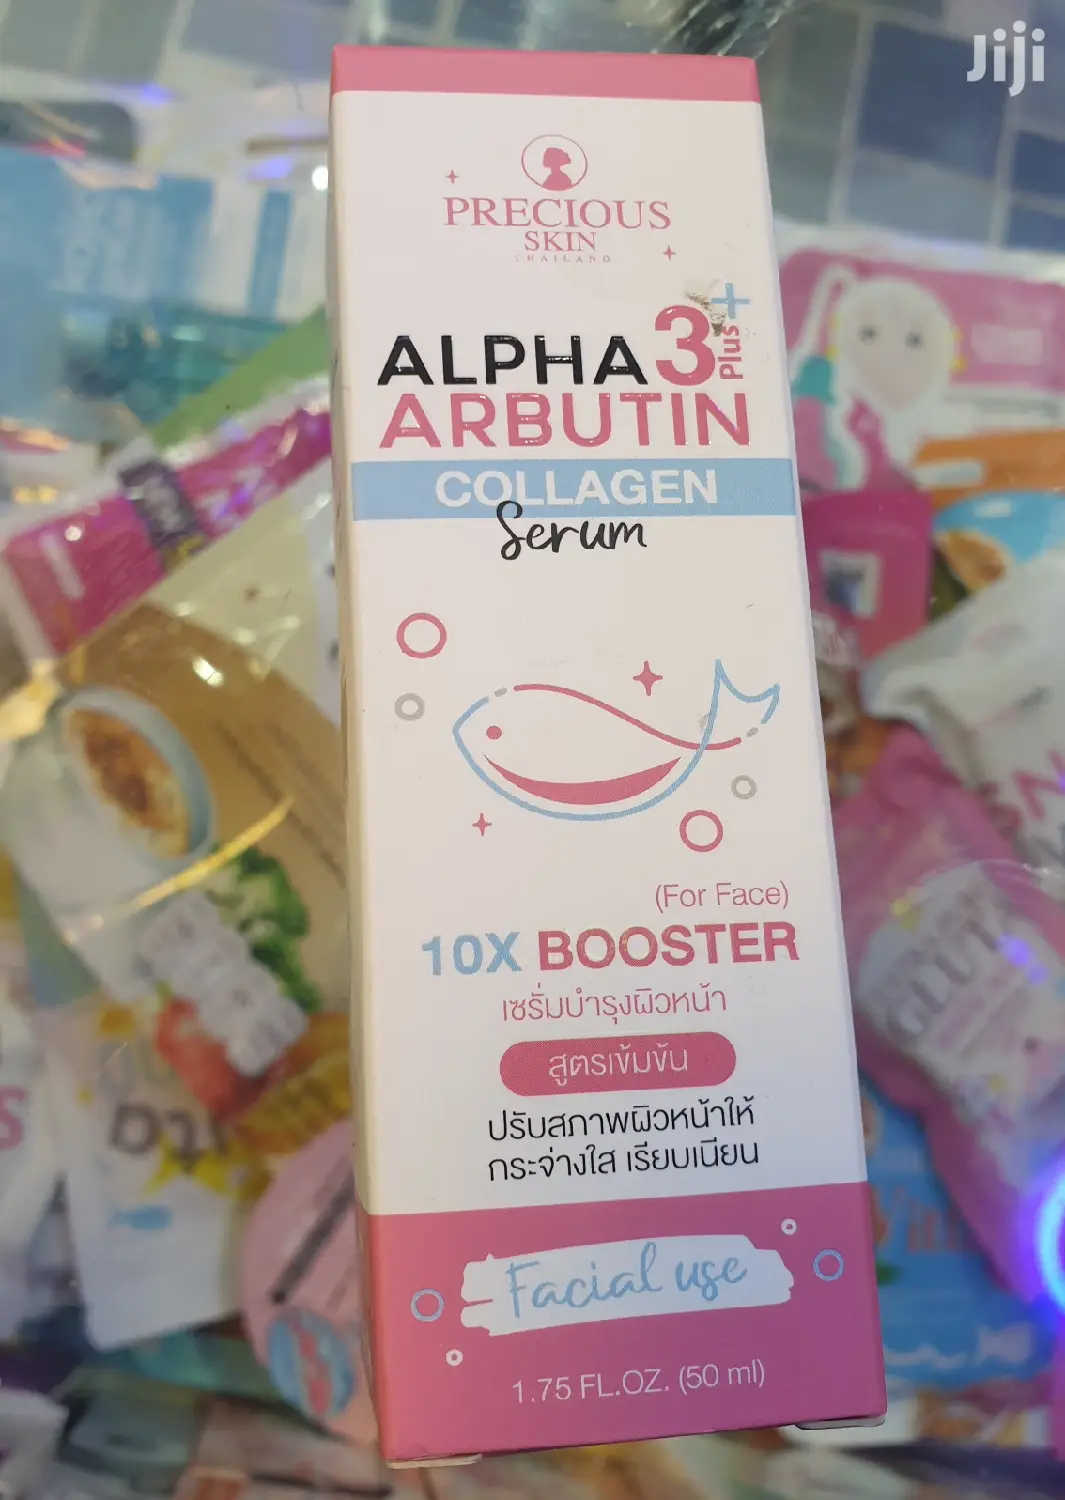 Jiji
PRECIOUS
SKIN
THAILAND
ALPHA 3 Plus+
ARBUTIN
COLLAGEN
Serum
(For Face)
10X BOOSTER
เซรั่มบำรุงผิวหน้า
สูตรเข้มข้น
ปรับสภาพผิวหน้าให้
กระจ่างใส เรียบเนียน
Facial use
1.75 FL.OZ. (50 ml)